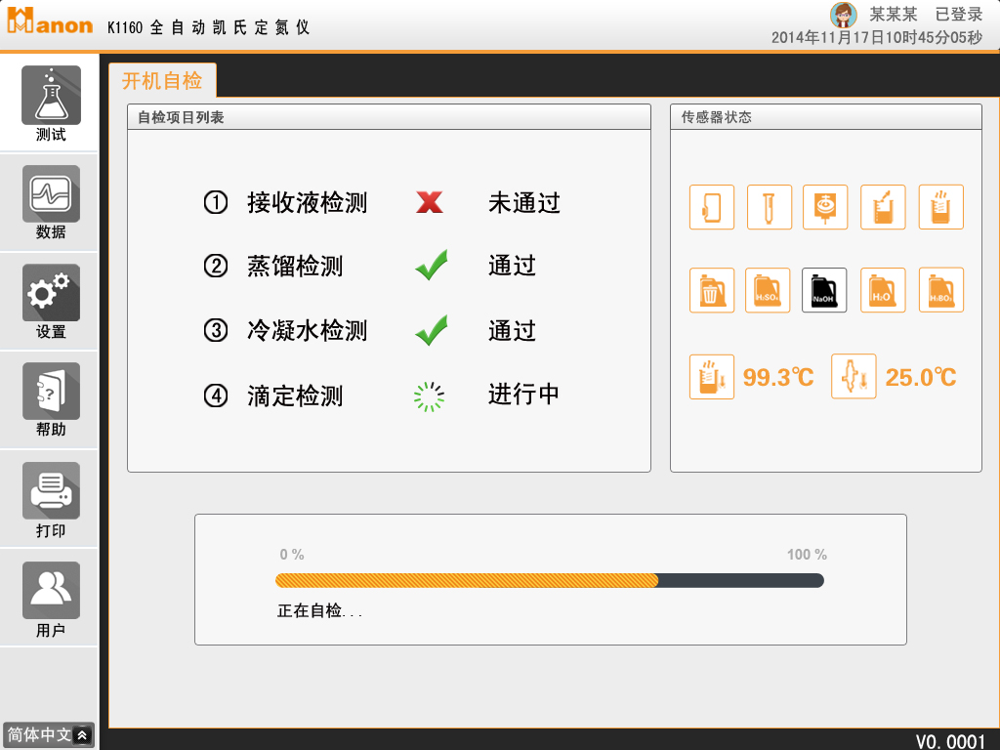 Hanon K1160 全自动凯氏定氮仪
某某某 已登录
2014年11月17日10时45分05秒
测试
数据
设置
帮助
打印
用户
简体中文
开机自检
自检项目列表
① 接收液检测 未通过
② 蒸馏检测 通过
③ 冷凝水检测 通过
④ 滴定检测 进行中
传感器状态
H₂SO₄ NaOH H₂O H₃BO₃
99.3℃ 25.0℃
0 % 100 %
正在自检...
V0.0001